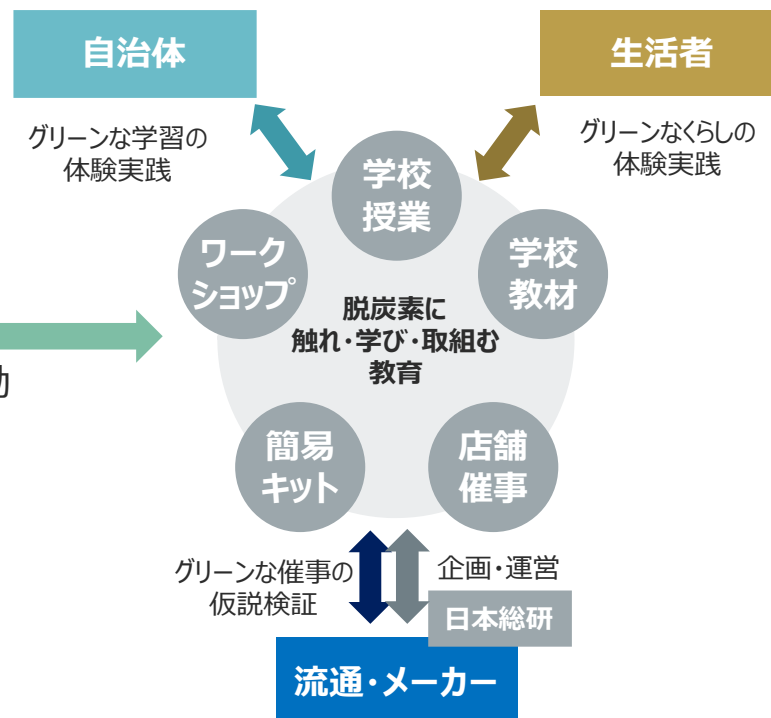 自治体
生活者
グリーンな学習の
体験実践
グリーンなくらしの
体験実践
学校
授業
ワーク
ショップ
学校
教材
脱炭素に
触れ・学び・取組む
教育
簡易
キット
店舗
催事
グリーンな催事の
仮説検証
企画・運営
日本総研
流通・メーカー